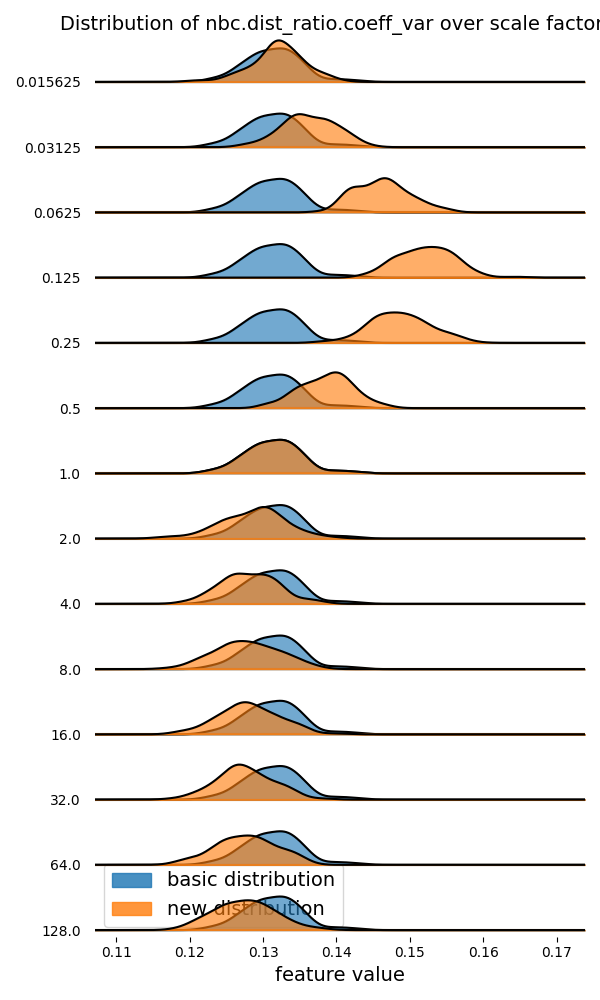 Distribution of nbc.dist_ratio.coeff_var over scale factor
0.015625
0.03125
0.0625
0.125
0.25
0.5
1.0
2.0
4.0
8.0
16.0
32.0
64.0
basic distribution
new distribution
128.0
0.11 0.12 0.13 0.14 0.15 0.16 0.17
feature value